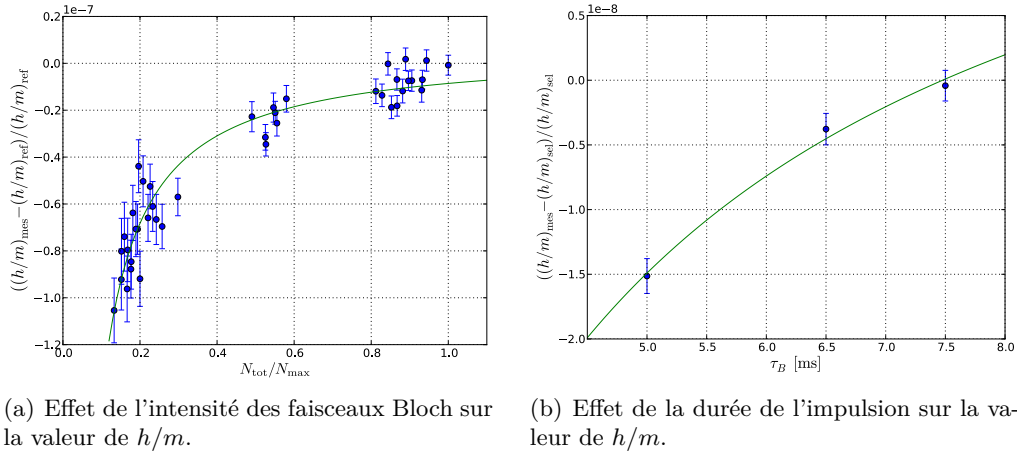 1e−7
0.2
0.0
−0.2
−0.4
−0.6
−0.8
−1.0
−1.2
((h/m)mes−(h/m)ref)/(h/m)ref
0.0 0.2 0.4 0.6 0.8 1.0
Ntot/Nmax
(a) Effet de l'intensité des faisceaux Bloch sur
la valeur de h/m.
1e−8
0.5
0.0
−0.5
−1.0
−1.5
−2.0
((h/m)mes−(h/m)sel)/(h/m)sel
5.0 5.5 6.0 6.5 7.0 7.5 8.0
τB [ms]
(b) Effet de la durée de l'impulsion sur la va-
leur de h/m.